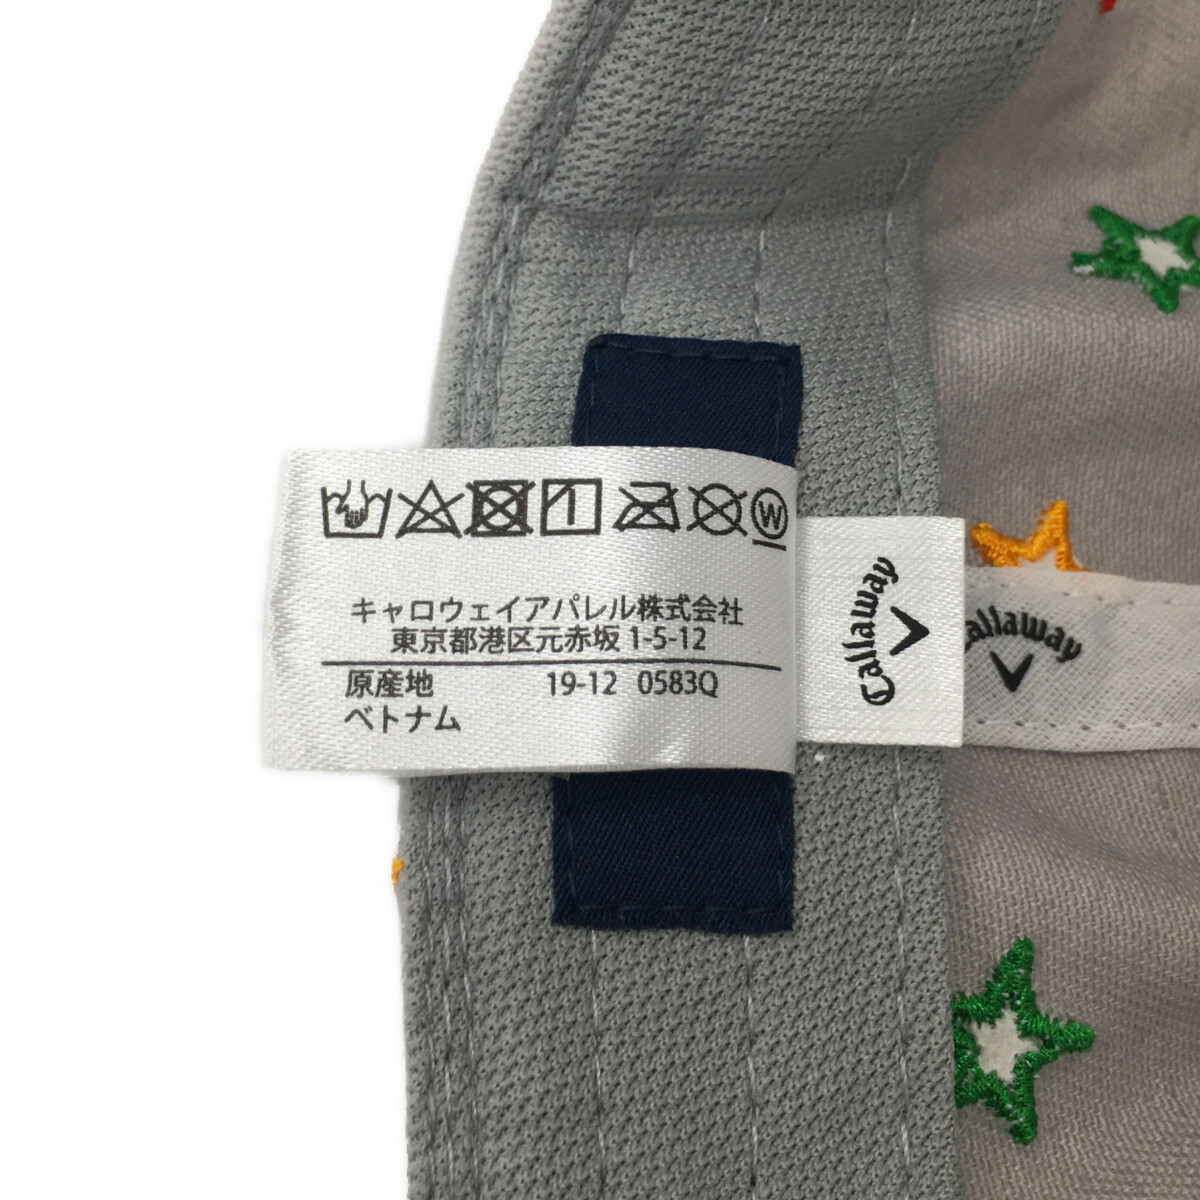 W
キャロウェイアパレル株式会社
東京都港区元赤坂 1-5-12
原産地 19-12 0583Q
ベトナム
Callaway
Callaway